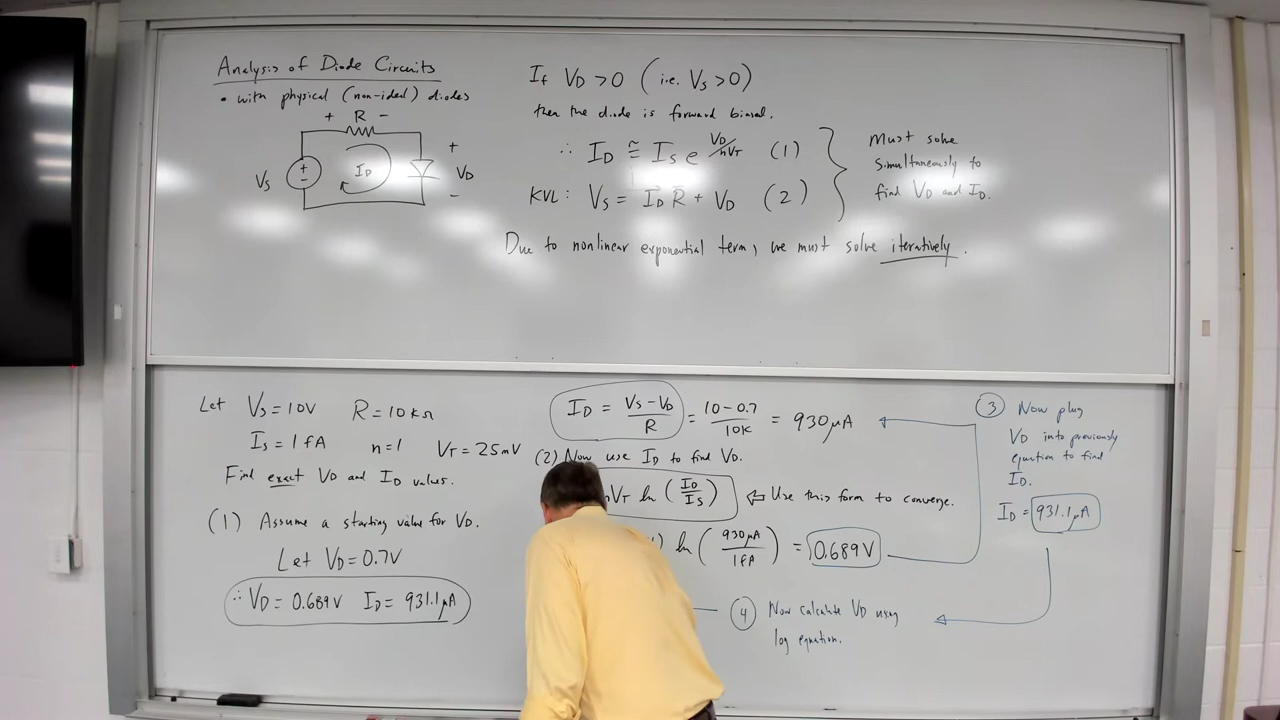 Analysis of Diode Circuits
• with physical (non-ideal) diodes
+ R -
Vs
+
-
ID
+
VD
-
If VD > 0 (i.e. Vs > 0)
then the diode is forward biased.
∴ ID ≅ IS e^VD/nVT (1)
KVL: Vs = ID R + VD (2)
Must solve
simultaneously to
find VD and ID.
Due to nonlinear exponential term, we must solve iteratively.
Let Vs = 10V R = 10kΩ
IS = 1fA n=1 VT = 25mV
Find exact VD and ID values.
(1) Assume a starting value for VD.
Let VD = 0.7V
∴ VD = 0.689V ID = 931.1μA
ID = (Vs - VD)/R = (10 - 0.7)/10K = 930μA
(2) Now use ID to find VD.
nVT ln (ID/IS) ⇐ Use this form to converge.
) ln (930μA/1fA) = 0.689V
③ Now plug
VD into previously
equation to find
ID.
ID = 931.1μA
④ Now calculate VD using
log equation.